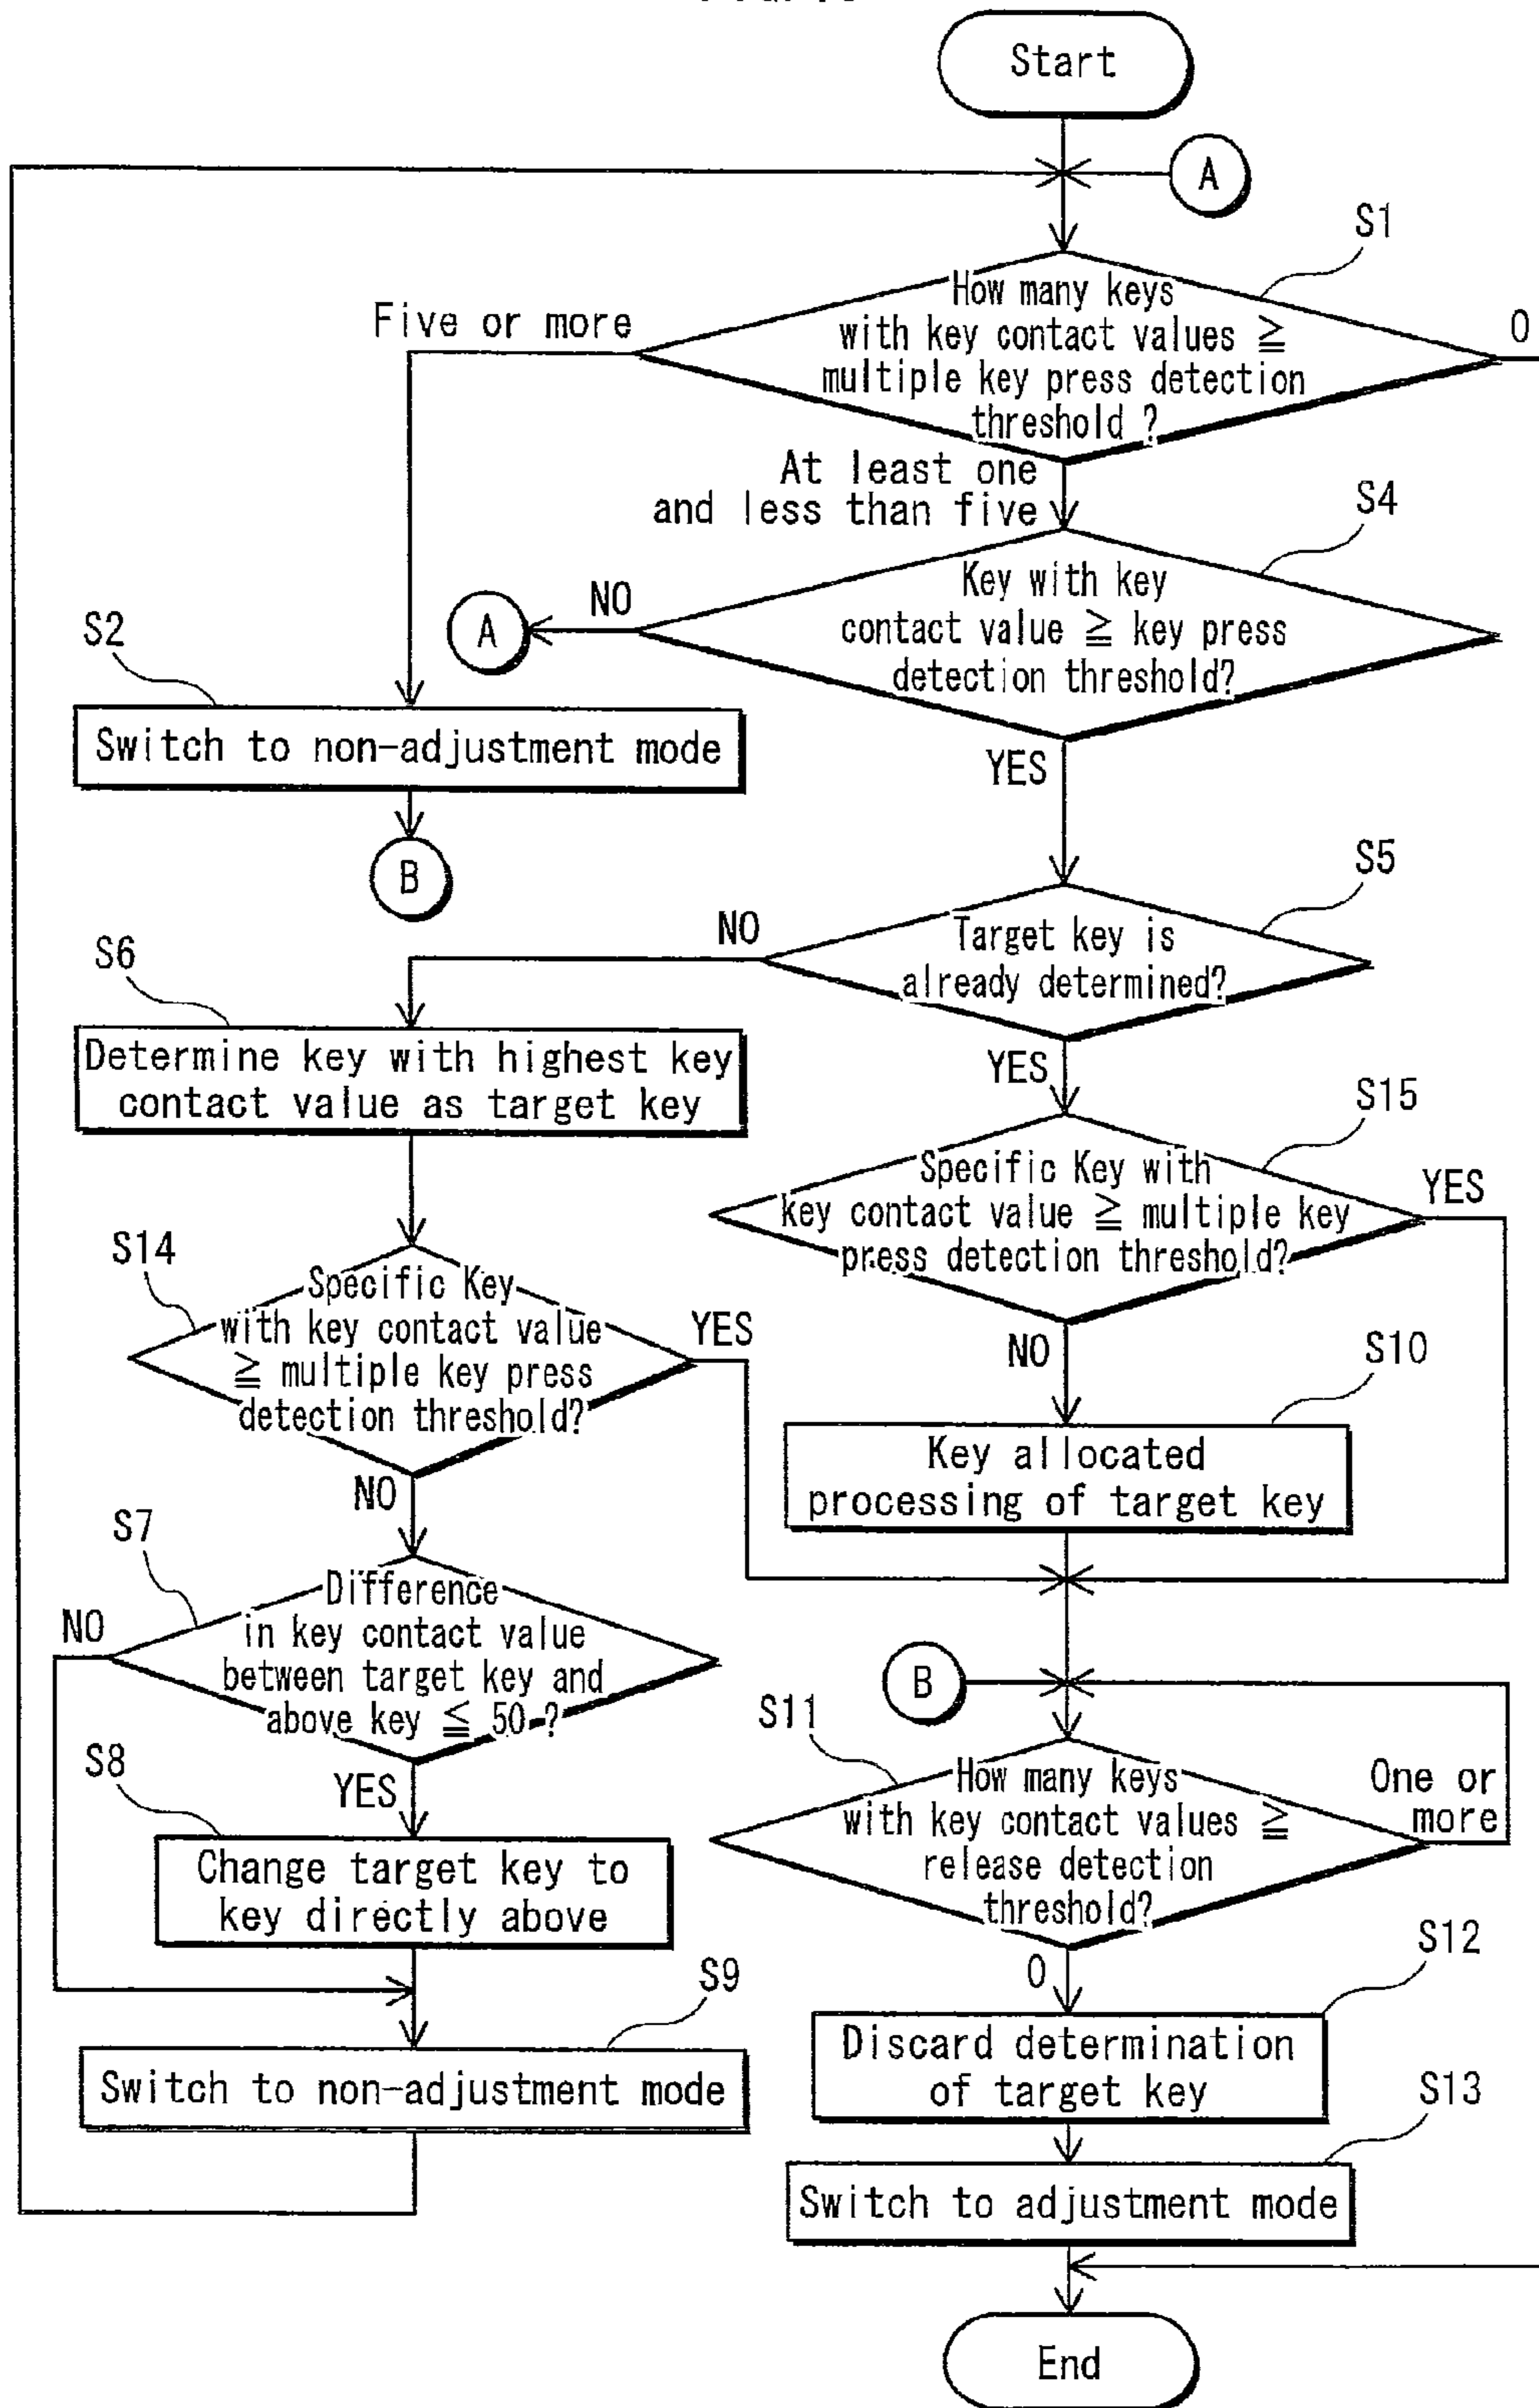 Start
A
S1
How many keys
with key contact values ≧
multiple key press detection
threshold ?
Five or more
0
At least one
and less than five
S4
Key with key
contact value ≧ key press
detection threshold?
NO
A
S2
Switch to non-adjustment mode
YES
B
S5
Target key is
already determined?
NO
S6
Determine key with highest key
contact value as target key
YES
S15
Specific Key with
key contact value ≧ multiple key
press detection threshold?
YES
S14
Specific Key
with key contact value
≧ multiple key press
detection threshold?
YES
NO
S10
Key allocated
processing of target key
NO
S7
Difference
in key contact value
between target key and
above key ≦ 50 ?
NO
B
S11
How many keys
with key contact values ≧
release detection
threshold?
One or
more
S8
YES
Change target key to
key directly above
0
S12
Discard determination
of target key
S9
Switch to non-adjustment mode
S13
Switch to adjustment mode
End